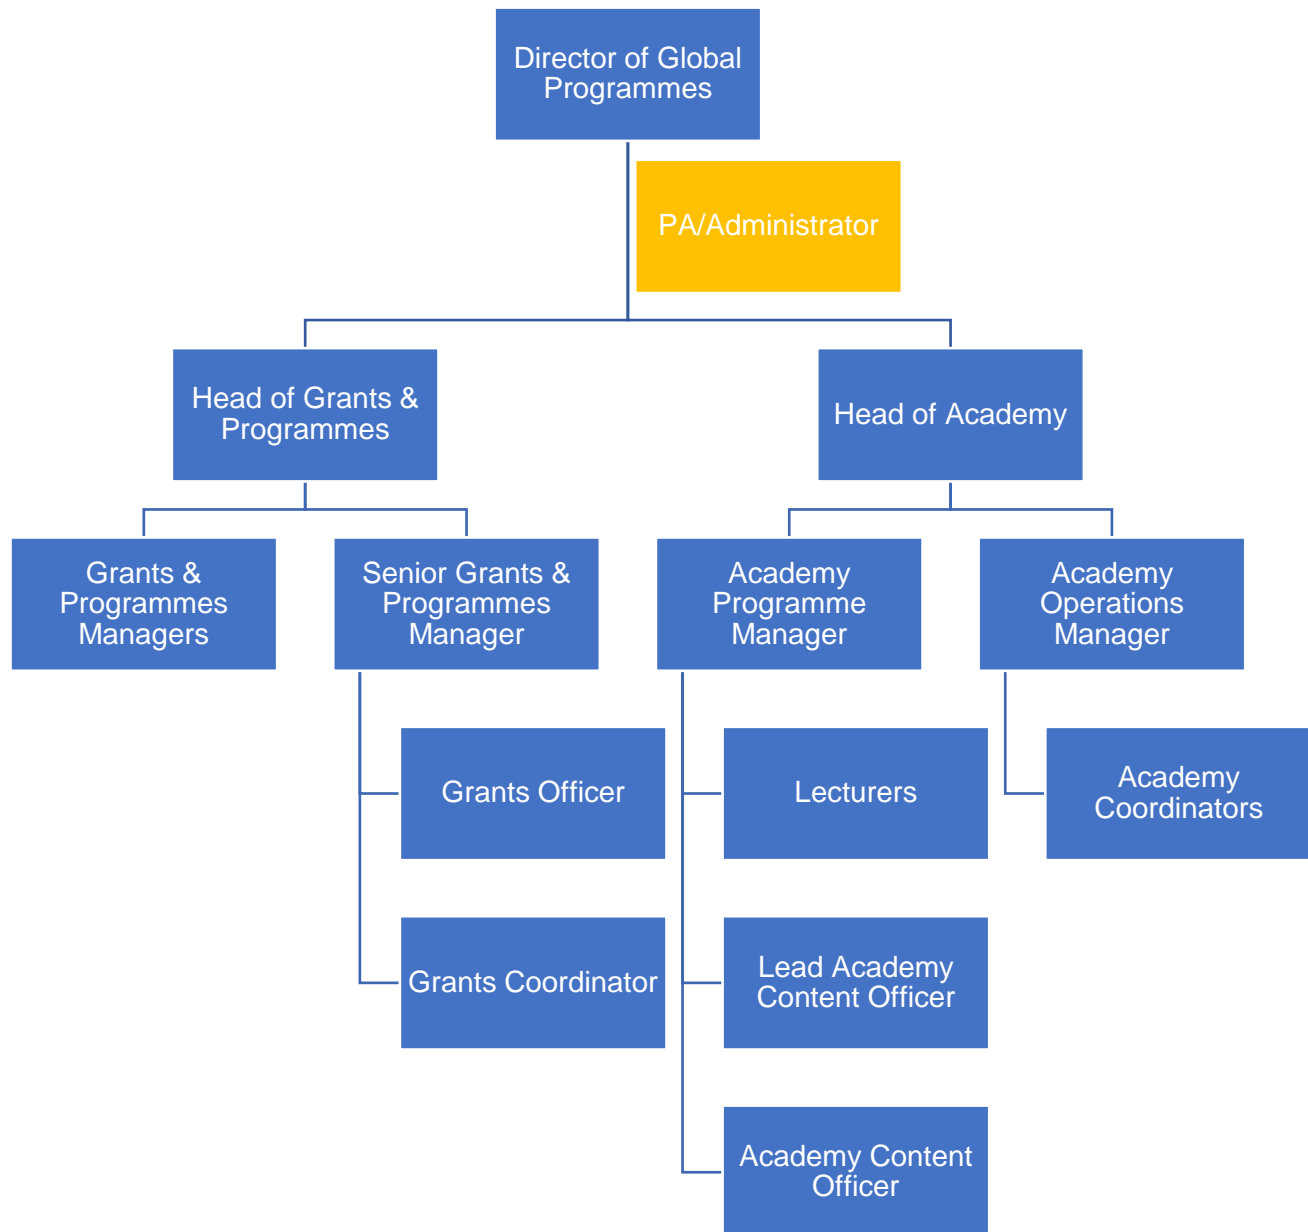 Director of Global
Programmes
PA/Administrator
Head of Grants &
Programmes
Head of Academy
Grants &
Programmes
Managers
Senior Grants &
Programmes
Manager
Academy
Programme
Manager
Academy
Operations
Manager
Grants Officer
Lecturers
Academy
Coordinators
Grants Coordinator
Lead Academy
Content Officer
Academy Content
Officer